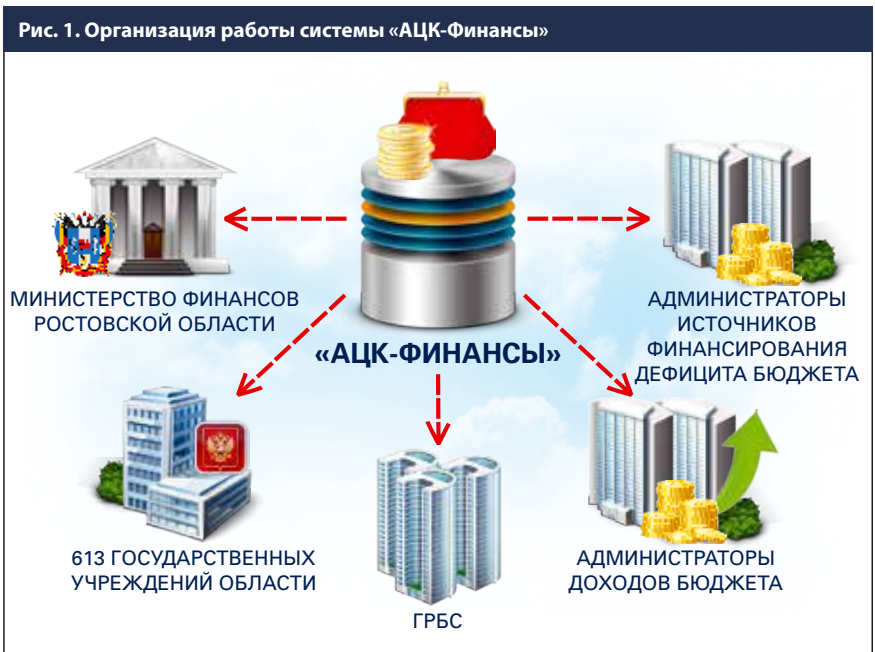 Рис. 1. Организация работы системы «АЦК-Финансы»
МИНИСТЕРСТВО ФИНАНСОВ
РОСТОВСКОЙ ОБЛАСТИ
«АЦК-ФИНАНСЫ»
АДМИНИСТРАТОРЫ
ИСТОЧНИКОВ
ФИНАНСИРОВАНИЯ
ДЕФИЦИТА БЮДЖЕТА
613 ГОСУДАРСТВЕННЫХ
УЧРЕЖДЕНИЙ ОБЛАСТИ
ГРБС
АДМИНИСТРАТОРЫ
ДОХОДОВ БЮДЖЕТА